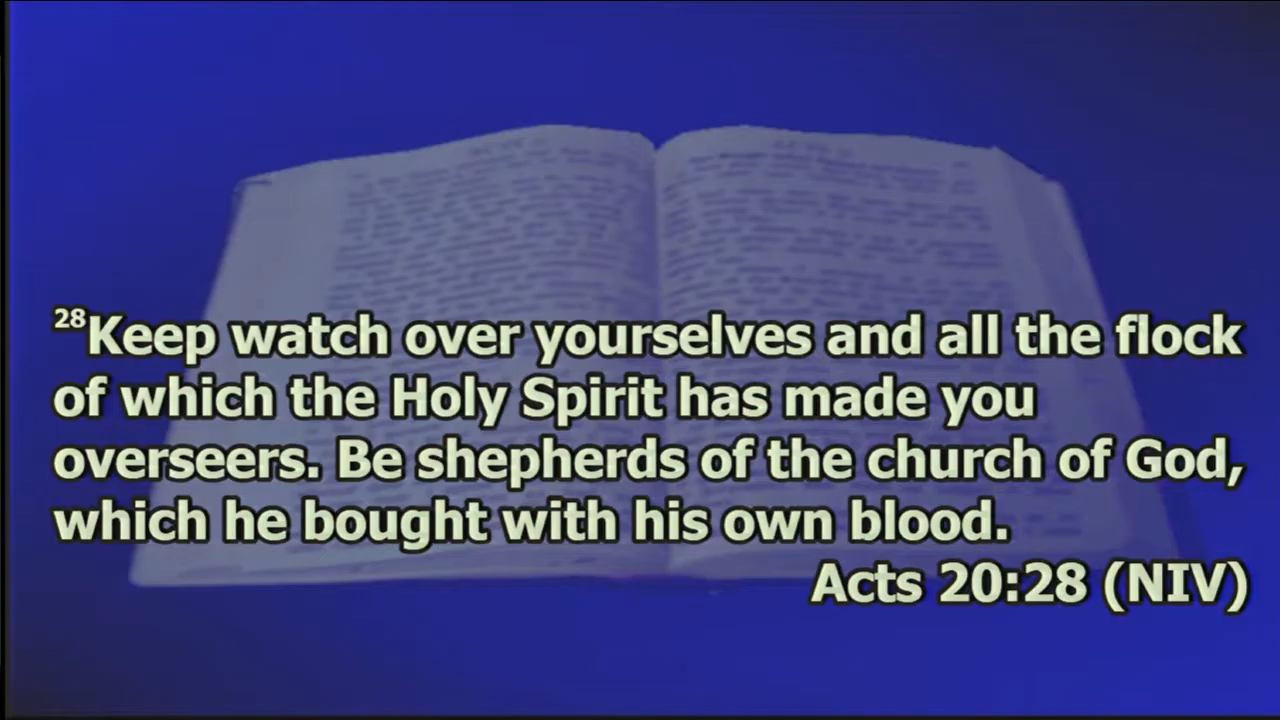 28Keep watch over yourselves and all the flock
of which the Holy Spirit has made you
overseers. Be shepherds of the church of God,
which he bought with his own blood.
Acts 20:28 (NIV)